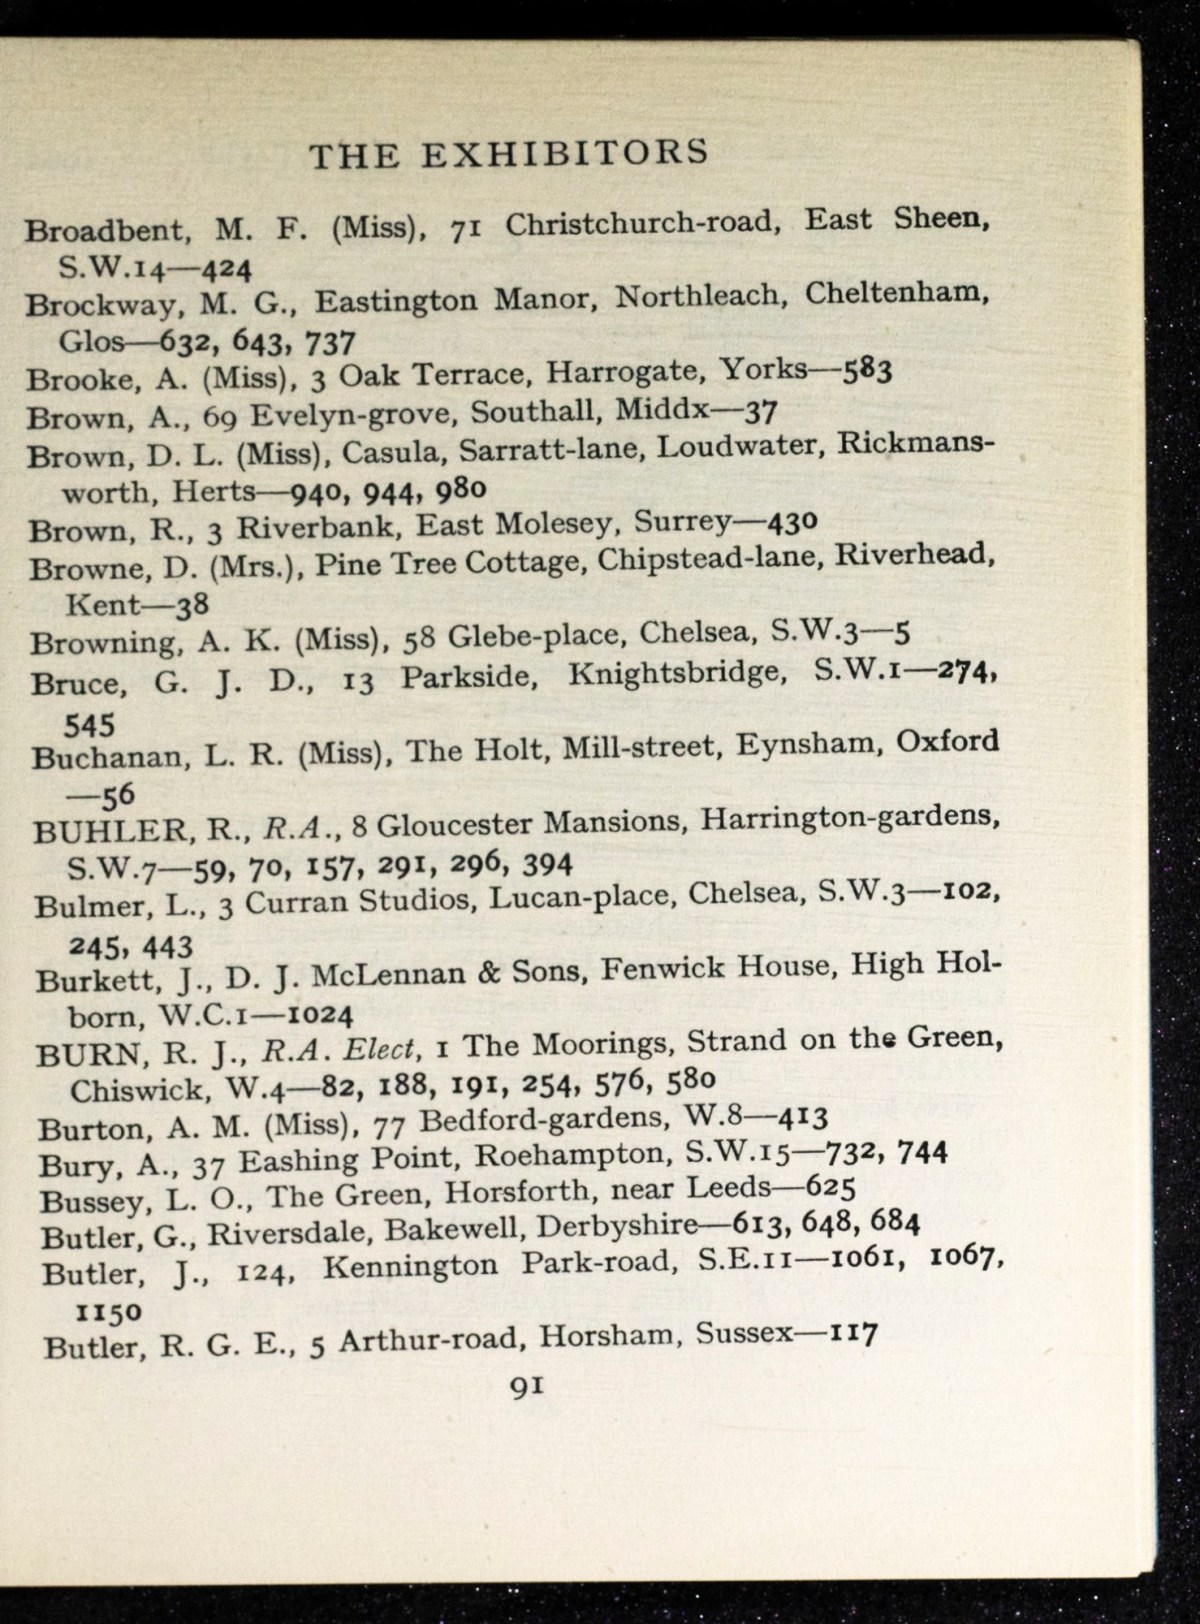 THE EXHIBITORS
Broadbent, M. F. (Miss), 71 Christchurch-road, East Sheen,
S.W.14—424
Brockway, M. G., Eastington Manor, Northleach, Cheltenham,
Glos—632, 643, 737
Brooke, A. (Miss), 3 Oak Terrace, Harrogate, Yorks—583
Brown, A., 69 Evelyn-grove, Southall, Middx—37
Brown, D. L. (Miss), Casula, Sarratt-lane, Loudwater, Rickmans-
worth, Herts—940, 944, 980
Brown, R., 3 Riverbank, East Molesey, Surrey—430
Browne, D. (Mrs.), Pine Tree Cottage, Chipstead-lane, Riverhead,
Kent—38
Browning, A. K. (Miss), 58 Glebe-place, Chelsea, S.W.3—5
Bruce, G. J. D., 13 Parkside, Knightsbridge, S.W.1—274,
545
Buchanan, L. R. (Miss), The Holt, Mill-street, Eynsham, Oxford
—56
BUHLER, R., R.A., 8 Gloucester Mansions, Harrington-gardens,
S.W.7—59, 70, 157, 291, 296, 394
Bulmer, L., 3 Curran Studios, Lucan-place, Chelsea, S.W.3—102,
245, 443
Burkett, J., D. J. McLennan & Sons, Fenwick House, High Hol-
born, W.C.1—1024
BURN, R. J., R.A. Elect, 1 The Moorings, Strand on the Green,
Chiswick, W.4—82, 188, 191, 254, 576, 580
Burton, A. M. (Miss), 77 Bedford-gardens, W.8—413
Bury, A., 37 Eashing Point, Roehampton, S.W.15—732, 744
Bussey, L. O., The Green, Horsforth, near Leeds—625
Butler, G., Riversdale, Bakewell, Derbyshire—613, 648, 684
Butler, J., 124, Kennington Park-road, S.E.11—1061, 1067,
1150
Butler, R. G. E., 5 Arthur-road, Horsham, Sussex—117
91